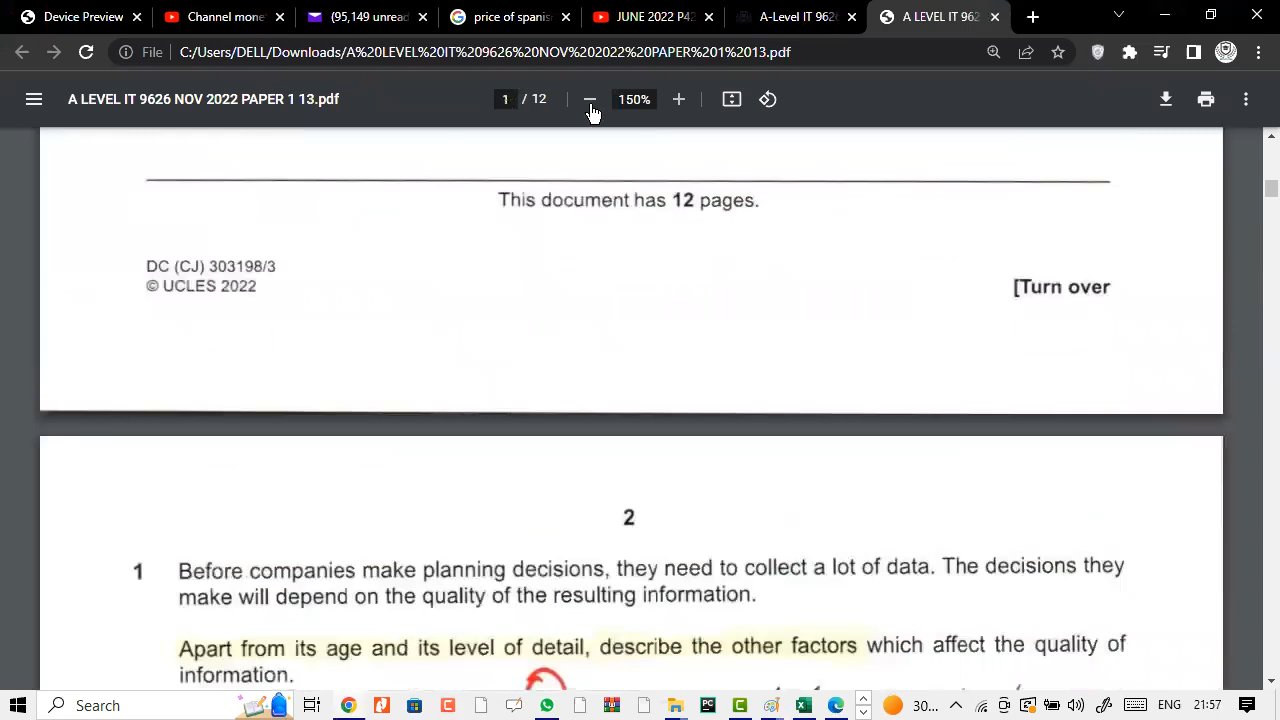 Device Preview
Channel mone
(95,149 unread
price of spanis
JUNE 2022 P42
A-Level IT 9626
A LEVEL IT 962
File
C:/Users/DELL/Downloads/A%20LEVEL%20IT%209626%20NOV%202022%20PAPER%201%2013.pdf
A LEVEL IT 9626 NOV 2022 PAPER 1 13.pdf
1 / 12
150%
This document has 12 pages.
DC (CJ) 303198/3
© UCLES 2022
[Turn over
2
1 Before companies make planning decisions, they need to collect a lot of data. The decisions they
make will depend on the quality of the resulting information.
Apart from its age and its level of detail, describe the other factors which affect the quality of
information.
Search
30...
ENG
21:57